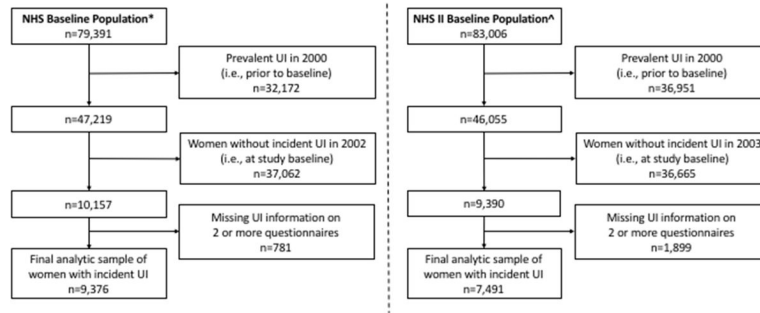 NHS Baseline Population*
n=79,391
Prevalent UI in 2000
(i.e., prior to baseline)
n=32,172
n=47,219
Women without incident UI in 2002
(i.e., at study baseline)
n=37,062
n=10,157
Missing UI information on
2 or more questionnaires
n=781
Final analytic sample of
women with incident UI
n=9,376
NHS II Baseline Population^
n=83,006
Prevalent UI in 2000
(i.e., prior to baseline)
n=36,951
n=46,055
Women without incident UI in 2003
(i.e., at study baseline)
n=36,665
n=9,390
Missing UI information on
2 or more questionnaires
n=1,899
Final analytic sample of
women with incident UI
n=7,491